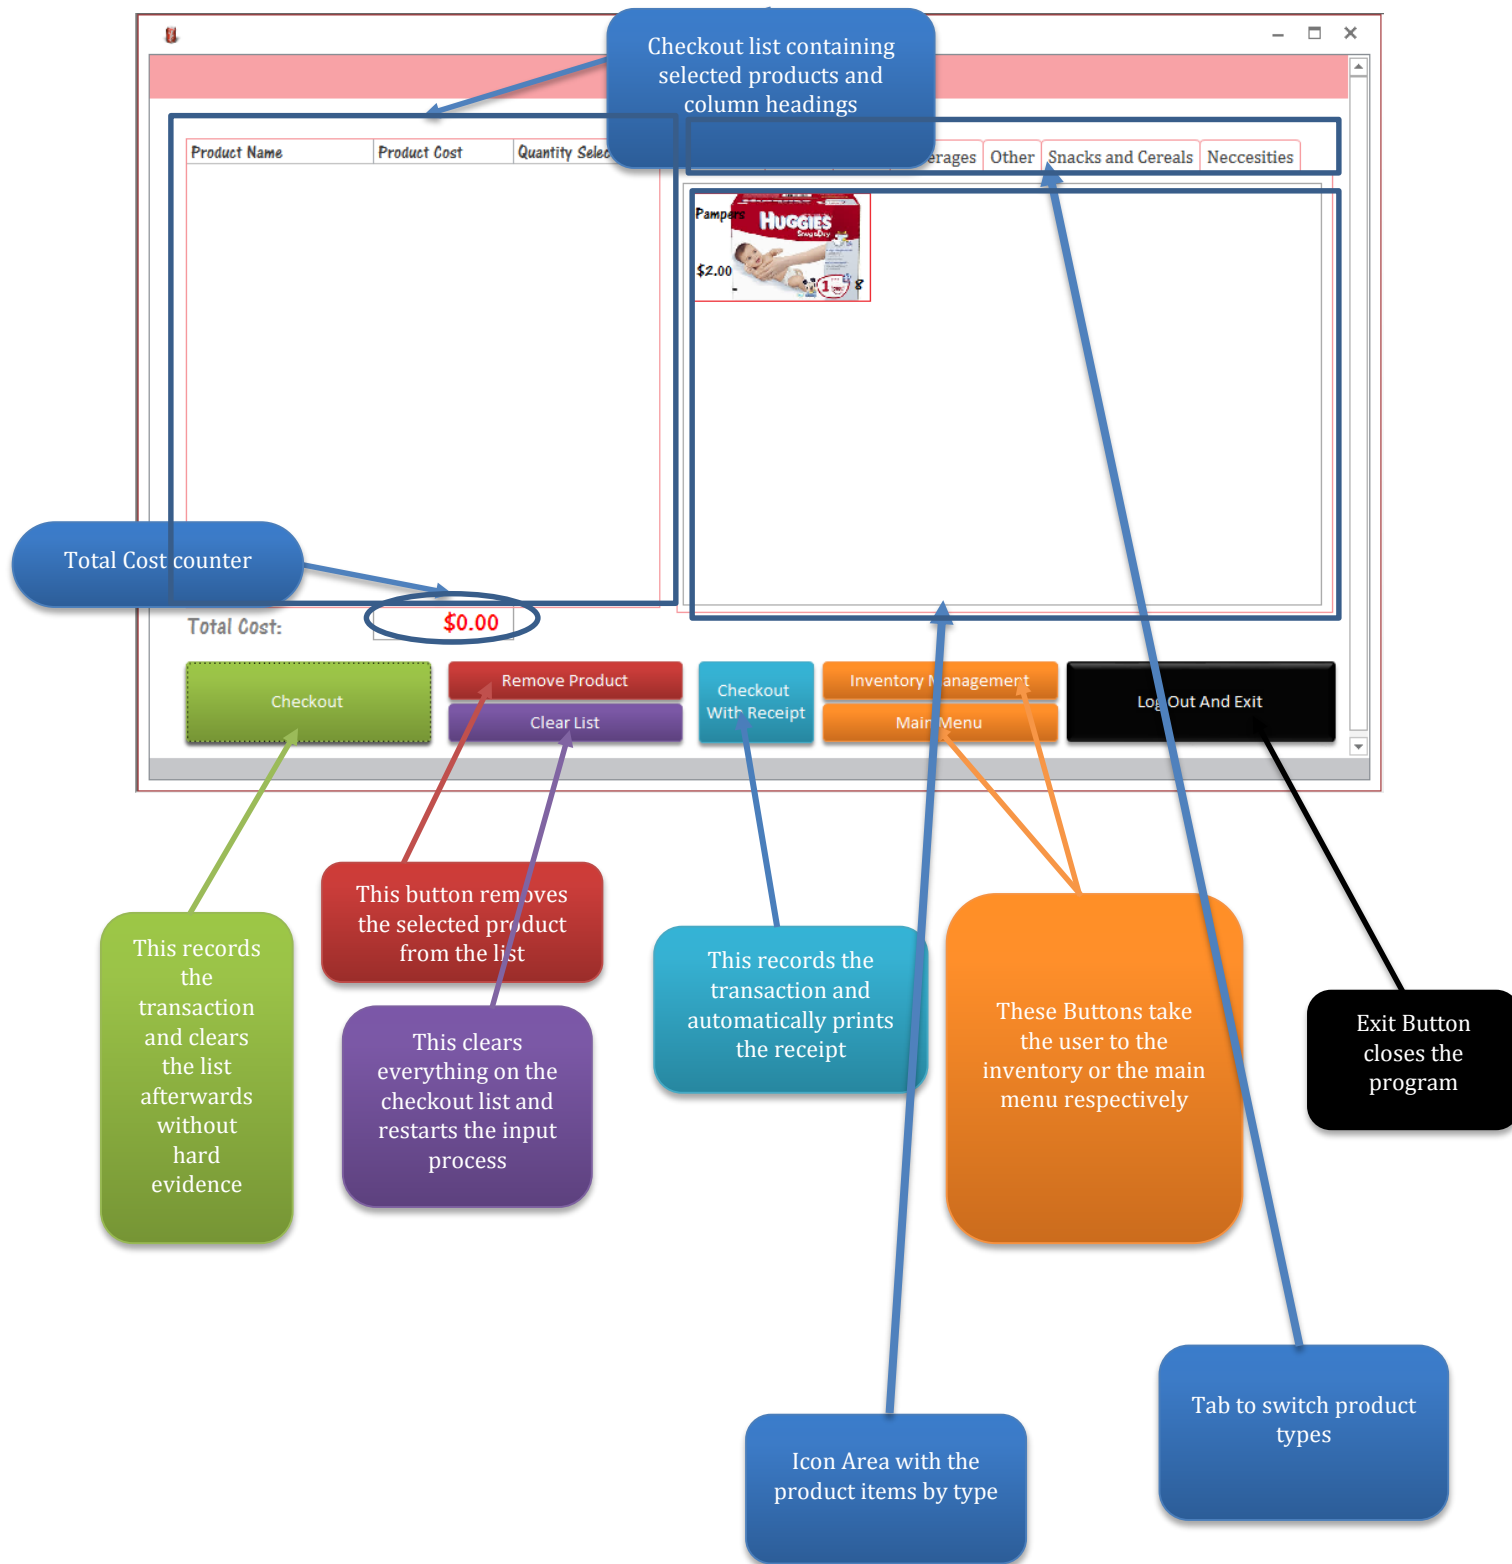 Checkout list containing
selected products and
column headings
Product Name
Product Cost
Quantity
Other
Snacks and Cereals
Neccesities
Pampers
HUGGIES
Snug&Dry
$2.00
1
8
Total Cost counter
Total Cost:
$0.00
Checkout
Remove Product
Clear List
Checkout
With Receipt
Inventory Management
Main Menu
Log Out And Exit
This button removes
the selected product
from the list
This records
the
transaction
and clears
the list
afterwards
without
hard
evidence
This clears
everything on the
checkout list and
restarts the input
process
This records the
transaction and
automatically prints
the receipt
These Buttons take
the user to the
inventory or the main
menu respectively
Exit Button
closes the
program
Tab to switch product
types
Icon Area with the
product items by type